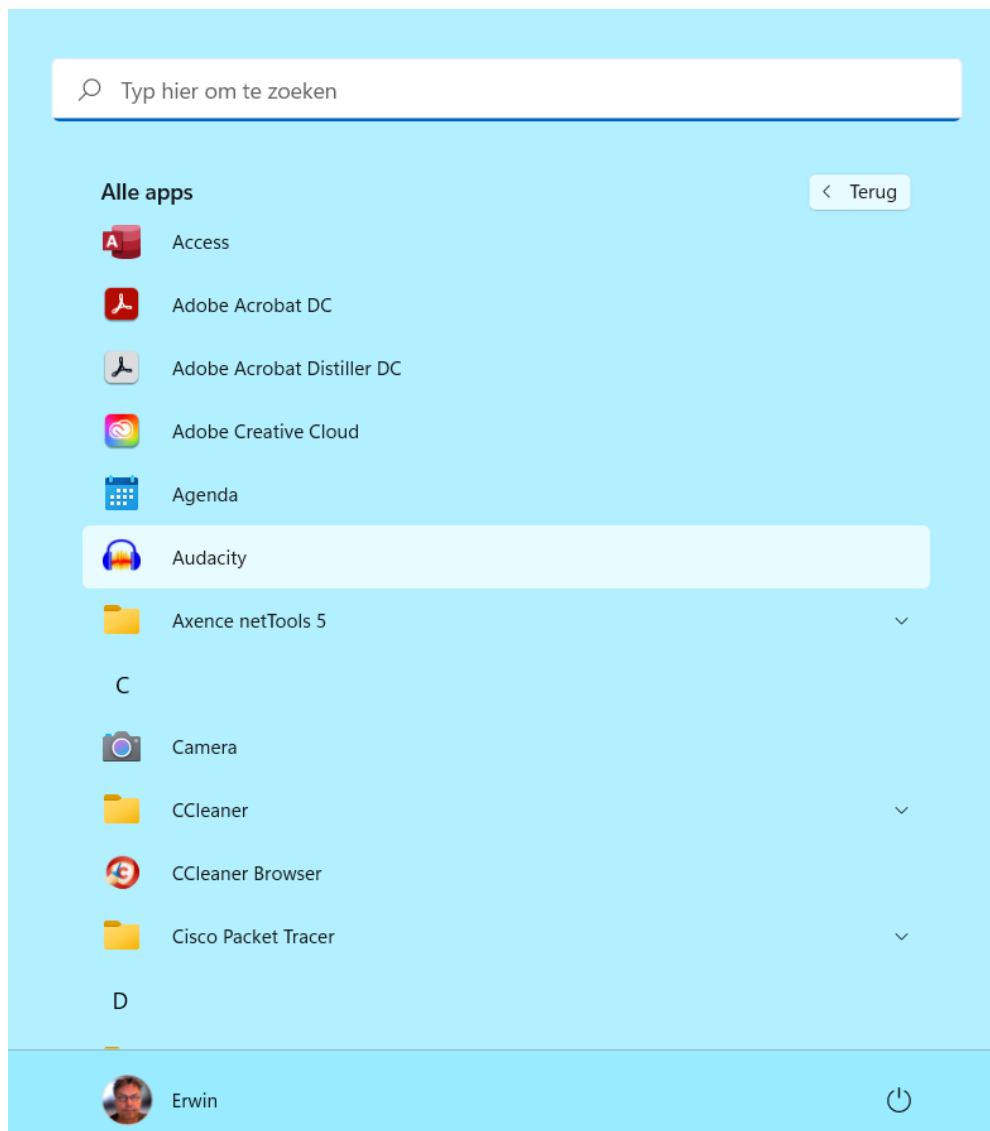 Typ hier om te zoeken
Alle apps
Terug
Access
Adobe Acrobat DC
Adobe Acrobat Distiller DC
Adobe Creative Cloud
Agenda
Audacity
Axence netTools 5
C
Camera
CCleaner
CCleaner Browser
Cisco Packet Tracer
D
Erwin